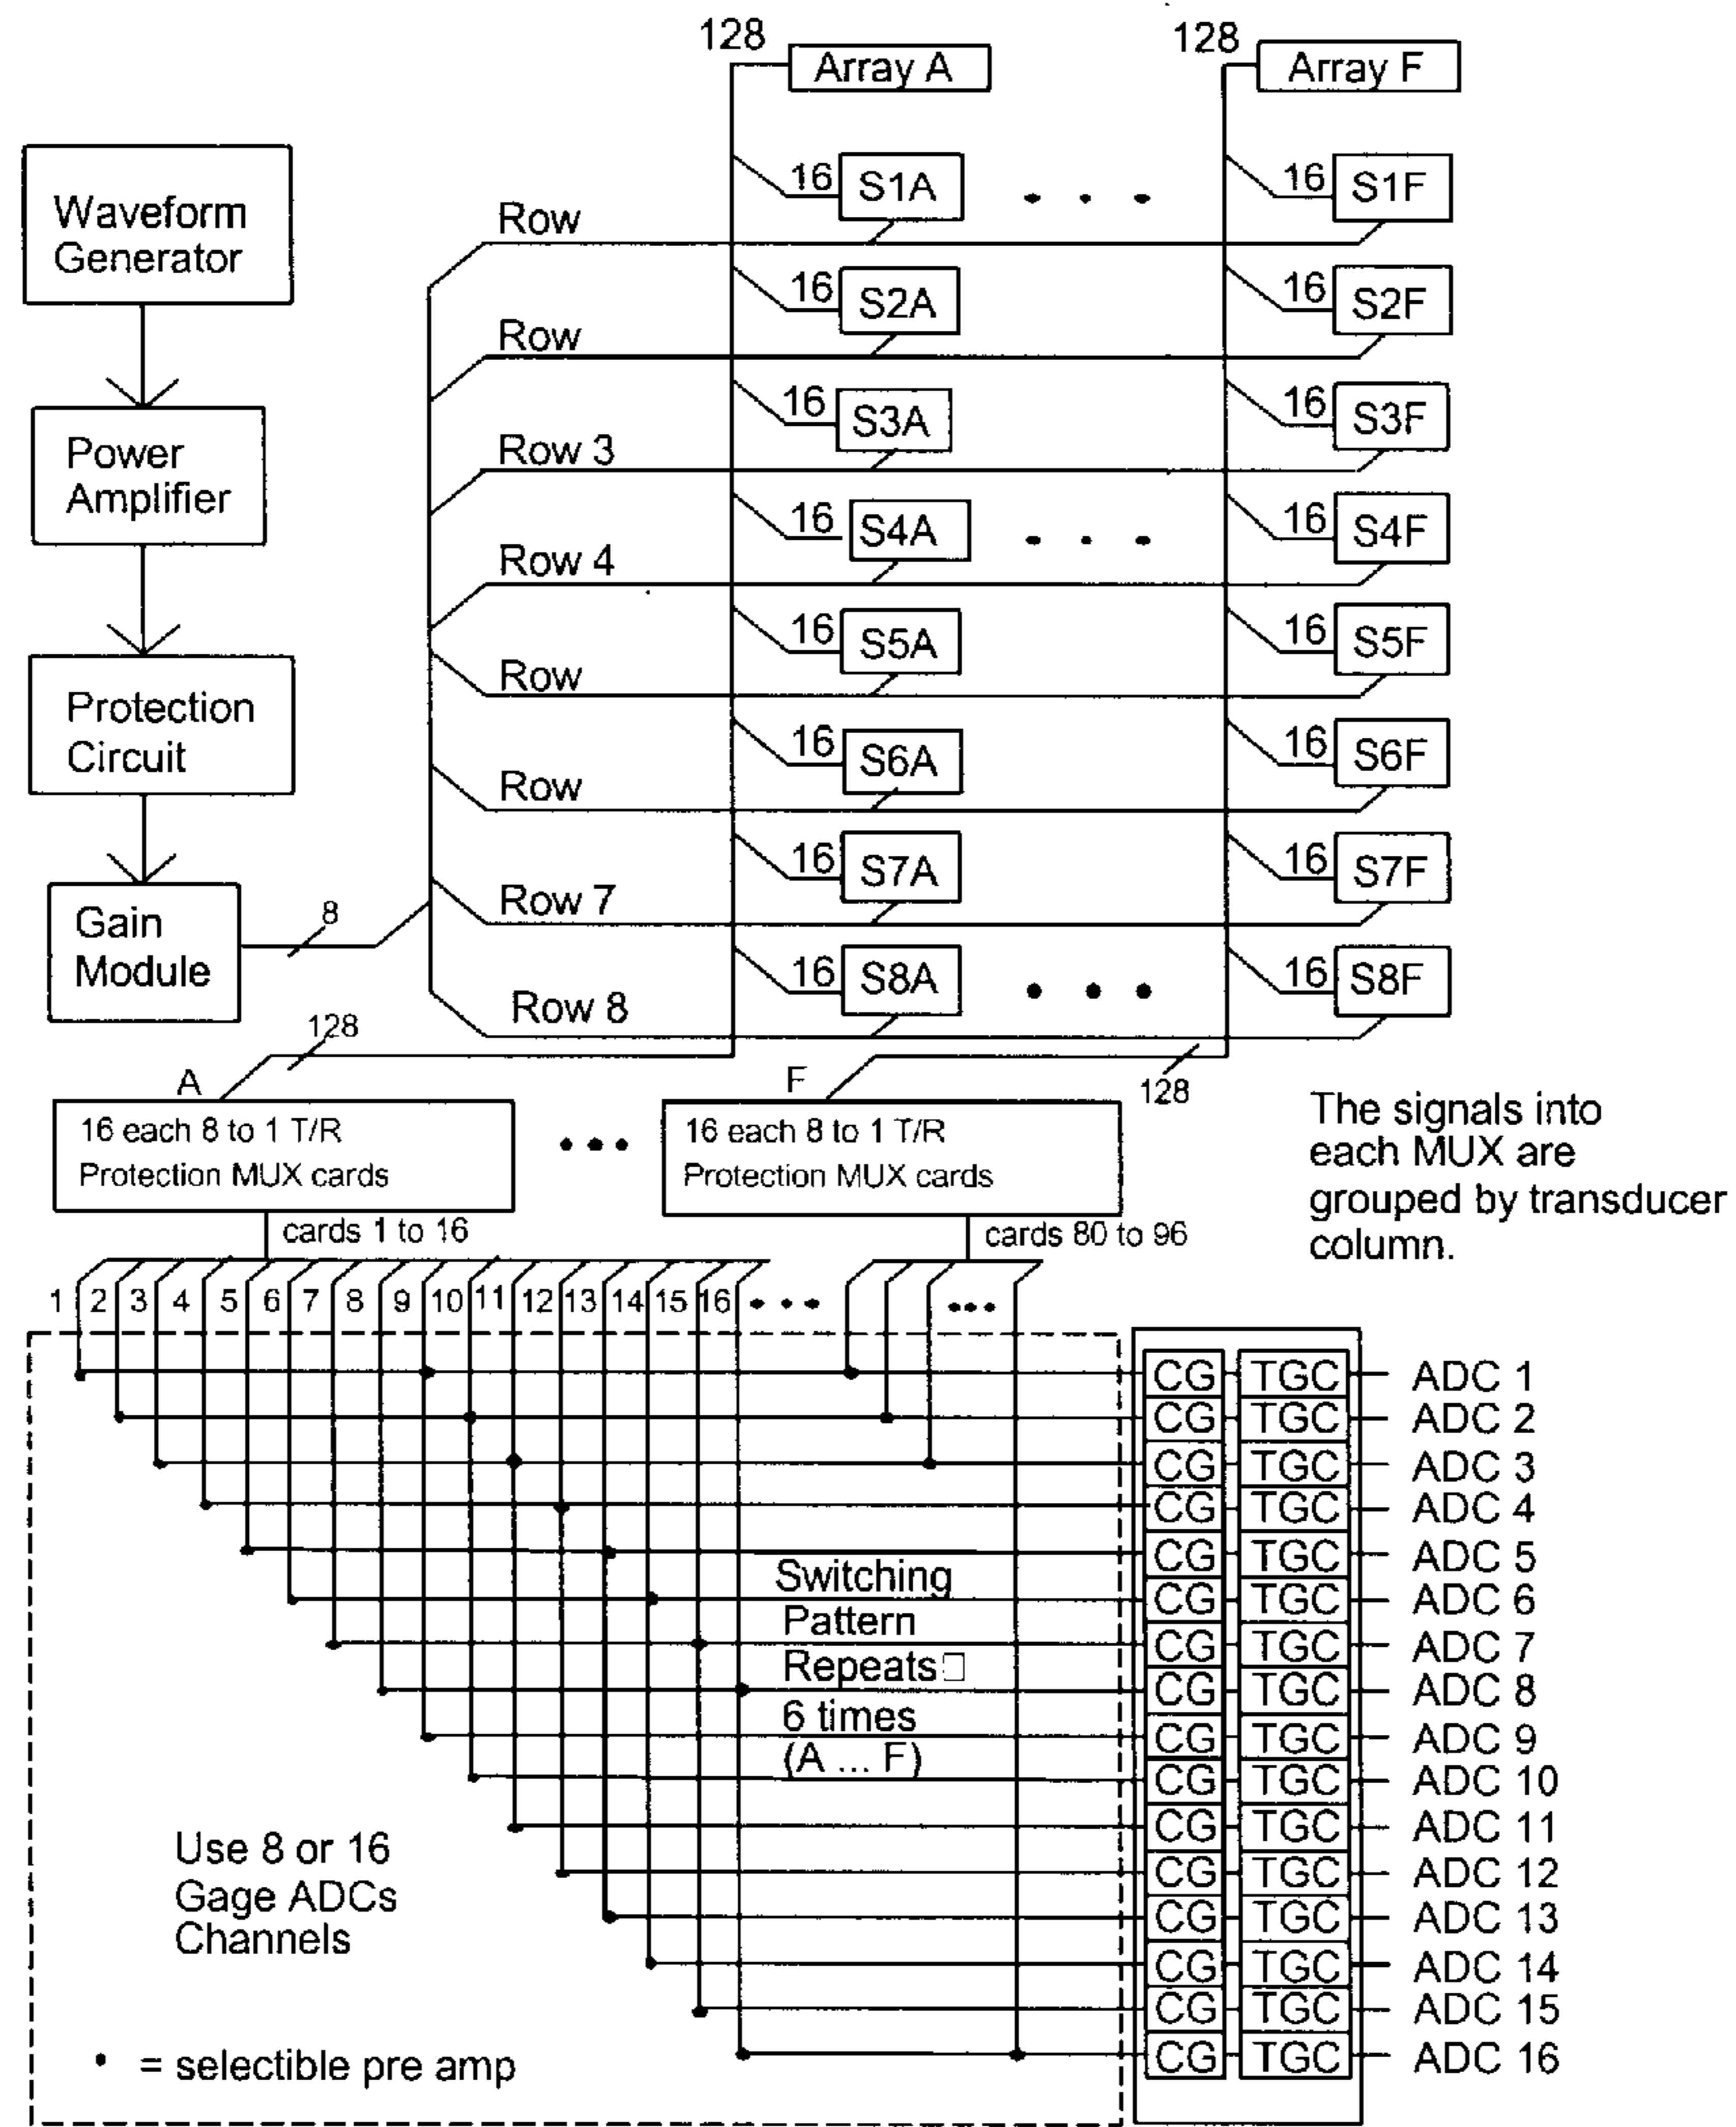 128
Array A
128
Array F
Waveform
Generator
Power
Amplifier
Protection
Circuit
Gain
Module
8
Row
16
S1A
16
S1F
Row
16
S2A
16
S2F
Row 3
16
S3A
16
S3F
Row 4
16
S4A
16
S4F
Row
16
S5A
16
S5F
Row
16
S6A
16
S6F
Row 7
16
S7A
16
S7F
Row 8
16
S8A
16
S8F
128
A
16 each 8 to 1 T/R
Protection MUX cards
cards 1 to 16
128
F
16 each 8 to 1 T/R
Protection MUX cards
cards 80 to 96
The signals into
each MUX are
grouped by transducer
column.
1 2 3 4 5 6 7 8 9 10 11 12 13 14 15 16
CG TGC ADC 1
CG TGC ADC 2
CG TGC ADC 3
CG TGC ADC 4
CG TGC ADC 5
CG TGC ADC 6
CG TGC ADC 7
CG TGC ADC 8
CG TGC ADC 9
CG TGC ADC 10
CG TGC ADC 11
CG TGC ADC 12
CG TGC ADC 13
CG TGC ADC 14
CG TGC ADC 15
CG TGC ADC 16
Switching
Pattern
Repeats
6 times
(A ... F)
Use 8 or 16
Gage ADCs
Channels
• = selectible pre amp